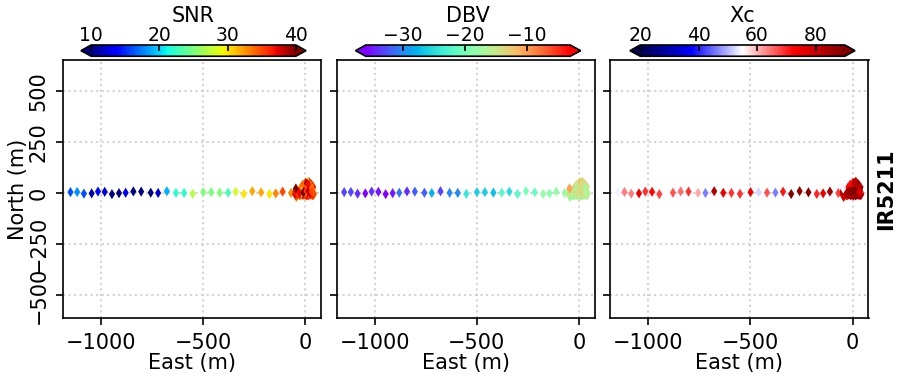 SNR DBV Xc
10 20 30 40 −30 −20 −10 20 40 60 80
500
250
0
−250
−500
North (m)
IR5211
−1000 −500 0 −1000 −500 0 −1000 −500 0
East (m) East (m) East (m)